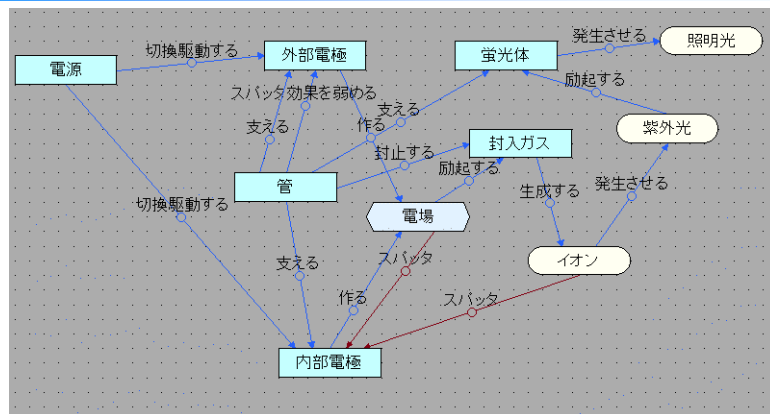 発生させる
照明光
切換駆動する
外部電極
蛍光体
電源
励起する
スパッタ効果を弱める
支える
作る
紫外光
支える
封入ガス
封止する
励起する
管
生成する
発生させる
切換駆動する
電場
支える
スパッタ
イオン
作る
スパッタ
内部電極